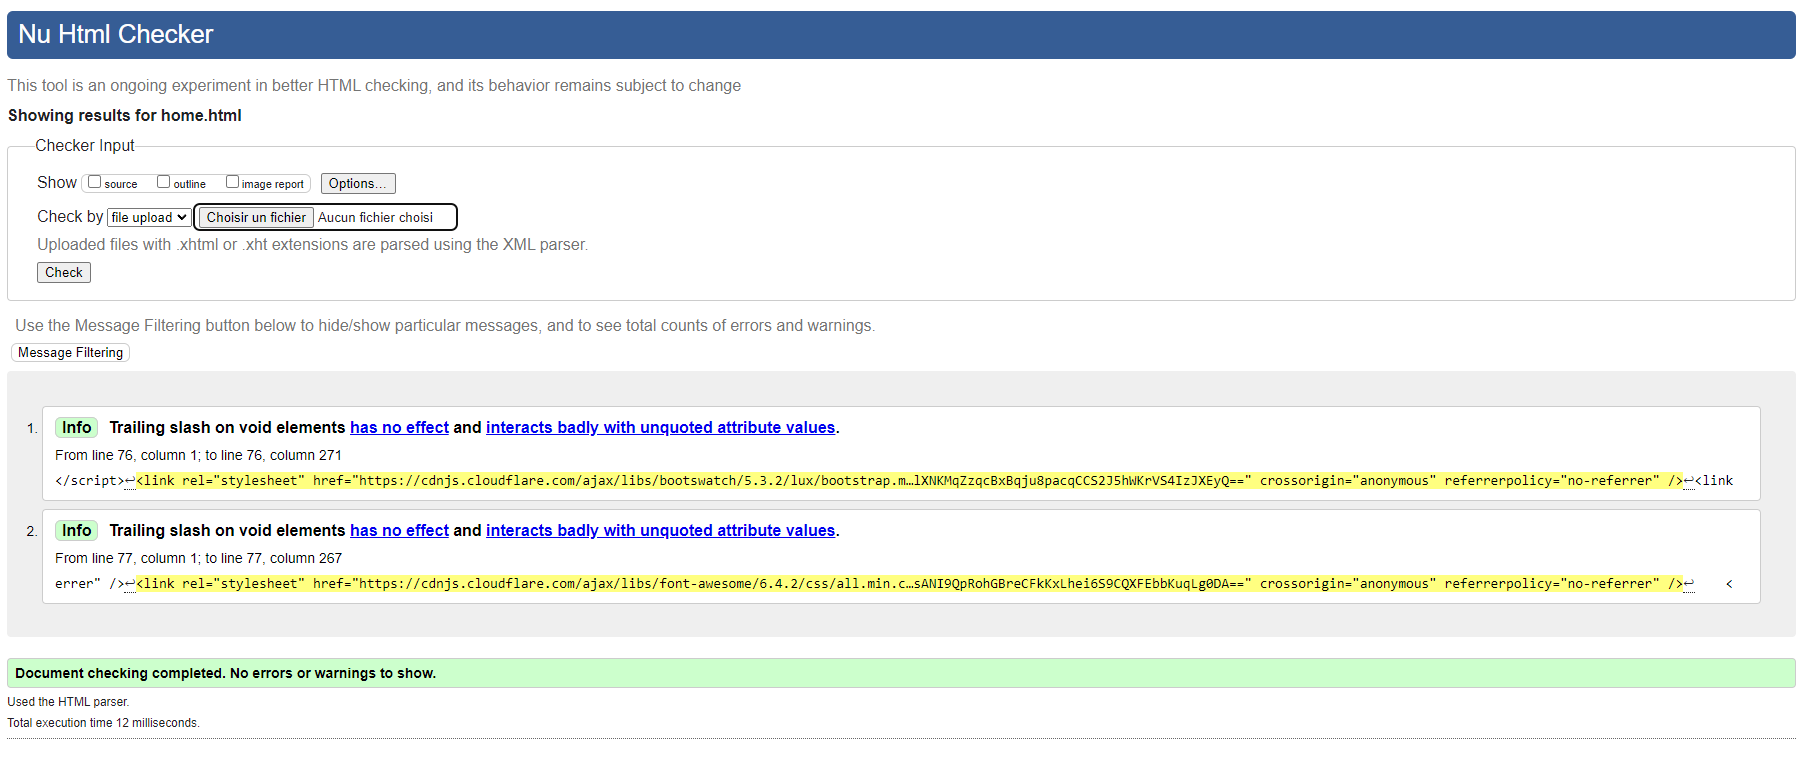 Nu Html Checker
This tool is an ongoing experiment in better HTML checking, and its behavior remains subject to change
Showing results for home.html
Checker Input
Show source outline image report Options...
Check by file upload Choisir un fichier Aucun fichier choisi
Uploaded files with .xhtml or .xht extensions are parsed using the XML parser.
Check
Use the Message Filtering button below to hide/show particular messages, and to see total counts of errors and warnings.
Message Filtering
1. Info Trailing slash on void elements has no effect and interacts badly with unquoted attribute values.
From line 76, column 1; to line 76, column 271
</script>↩<link rel="stylesheet" href="https://cdnjs.cloudflare.com/ajax/libs/bootswatch/5.3.2/lux/bootstrap.m…lXNKMqZzqcBxBqju8pacqCCS2J5hWKrVS4IzJXEyQ==" crossorigin="anonymous" referrerpolicy="no-referrer" />↩<link
2. Info Trailing slash on void elements has no effect and interacts badly with unquoted attribute values.
From line 77, column 1; to line 77, column 267
errer" />↩<link rel="stylesheet" href="https://cdnjs.cloudflare.com/ajax/libs/font-awesome/6.4.2/css/all.min.c…sANI9QpRohGBreCFkKxLhei6S9CQXFEbbKuqLg0DA==" crossorigin="anonymous" referrerpolicy="no-referrer" />↩ <
Document checking completed. No errors or warnings to show.
Used the HTML parser.
Total execution time 12 milliseconds.